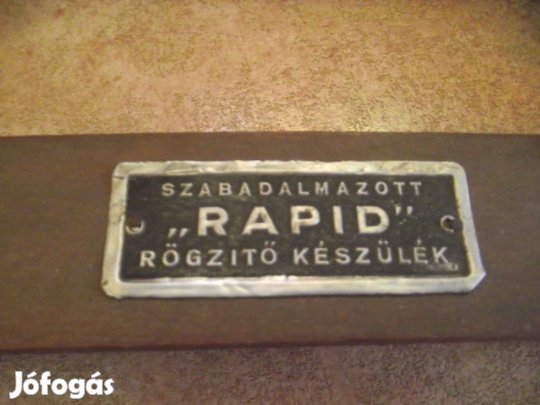 SZABADALMAZOTT
„RAPID”
RÖGZITŐ KÉSZÜLÉK
Jófogás